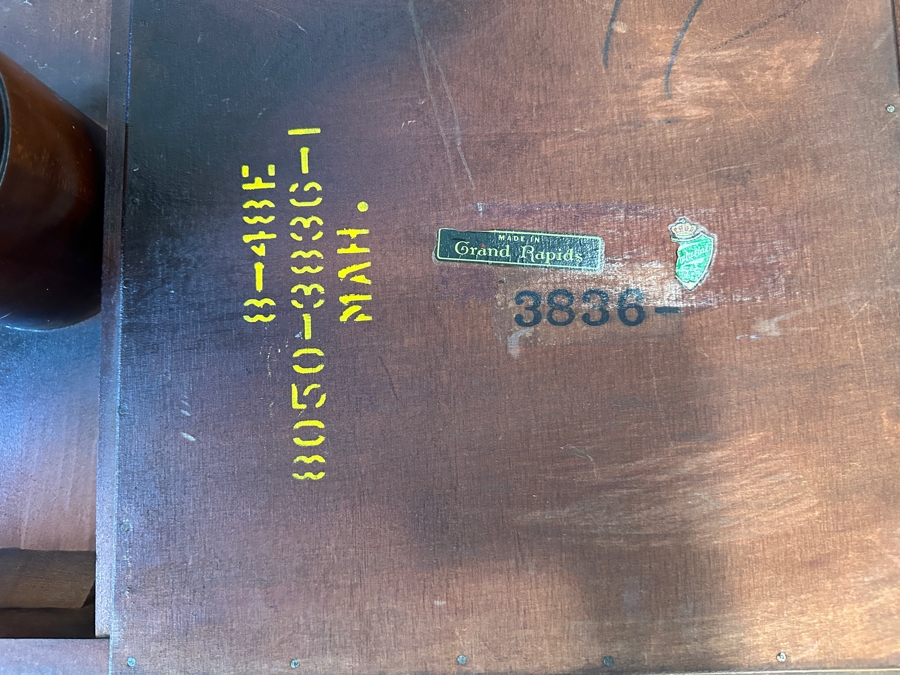 8-48E
8050-3836-1
MAH.
MADE IN
Grand Rapids
3836-